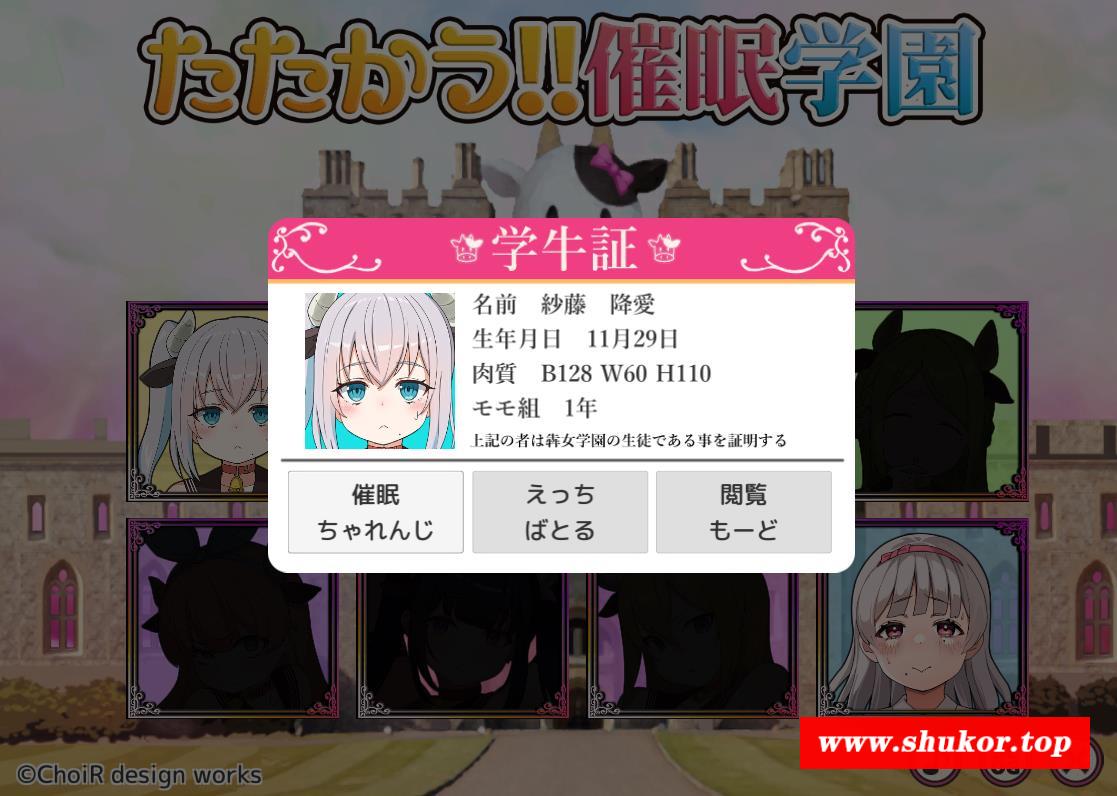 たたかう!!催眠学園
学牛証
名前 紗藤 降愛
生年月日 11月29日
肉質 B128 W60 H110
モモ組 1年
上記の者は犇女学園の生徒である事を証明する
催眠
ちゃれんじ
えっち
ばとる
閲覧
もーど
www.shukor.top
©ChoiR design works